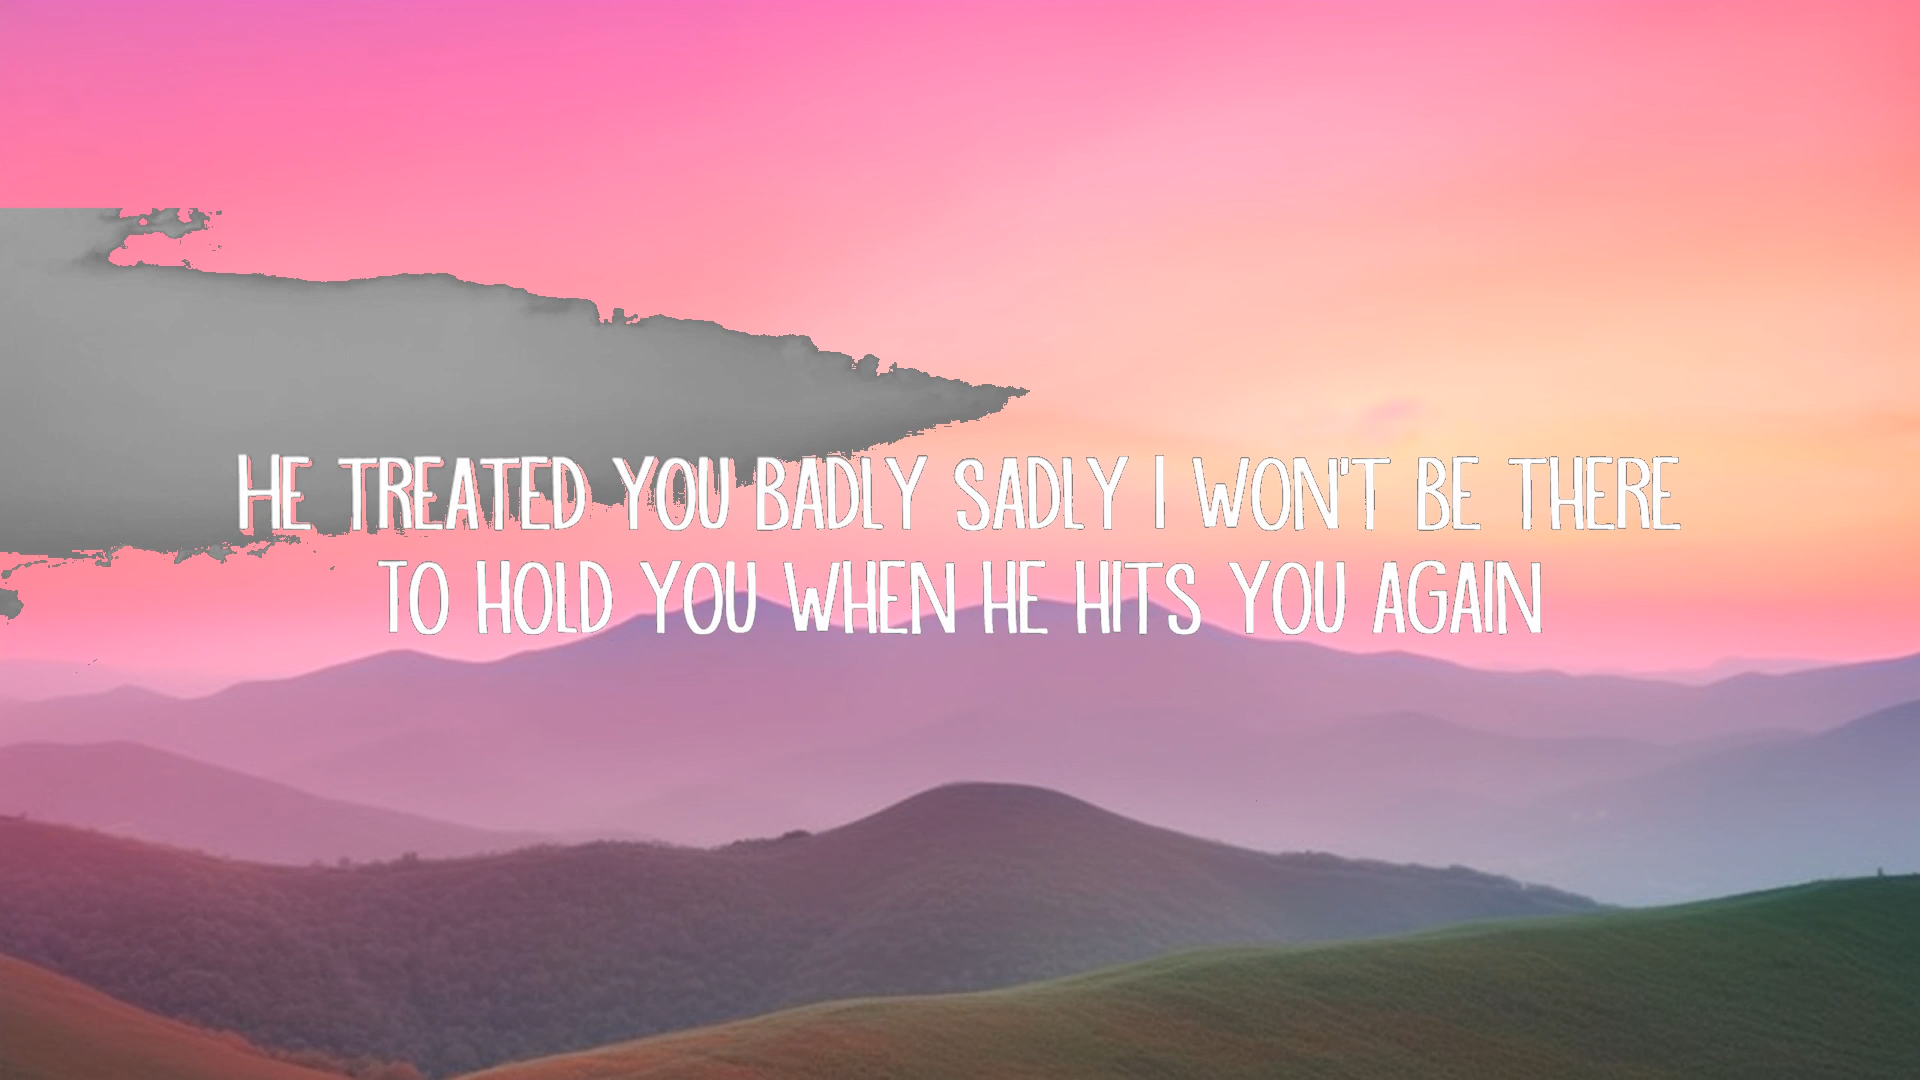 HE TREATED YOU BADLY SADLY I WON'T BE THERE
TO HOLD YOU WHEN HE HITS YOU AGAIN